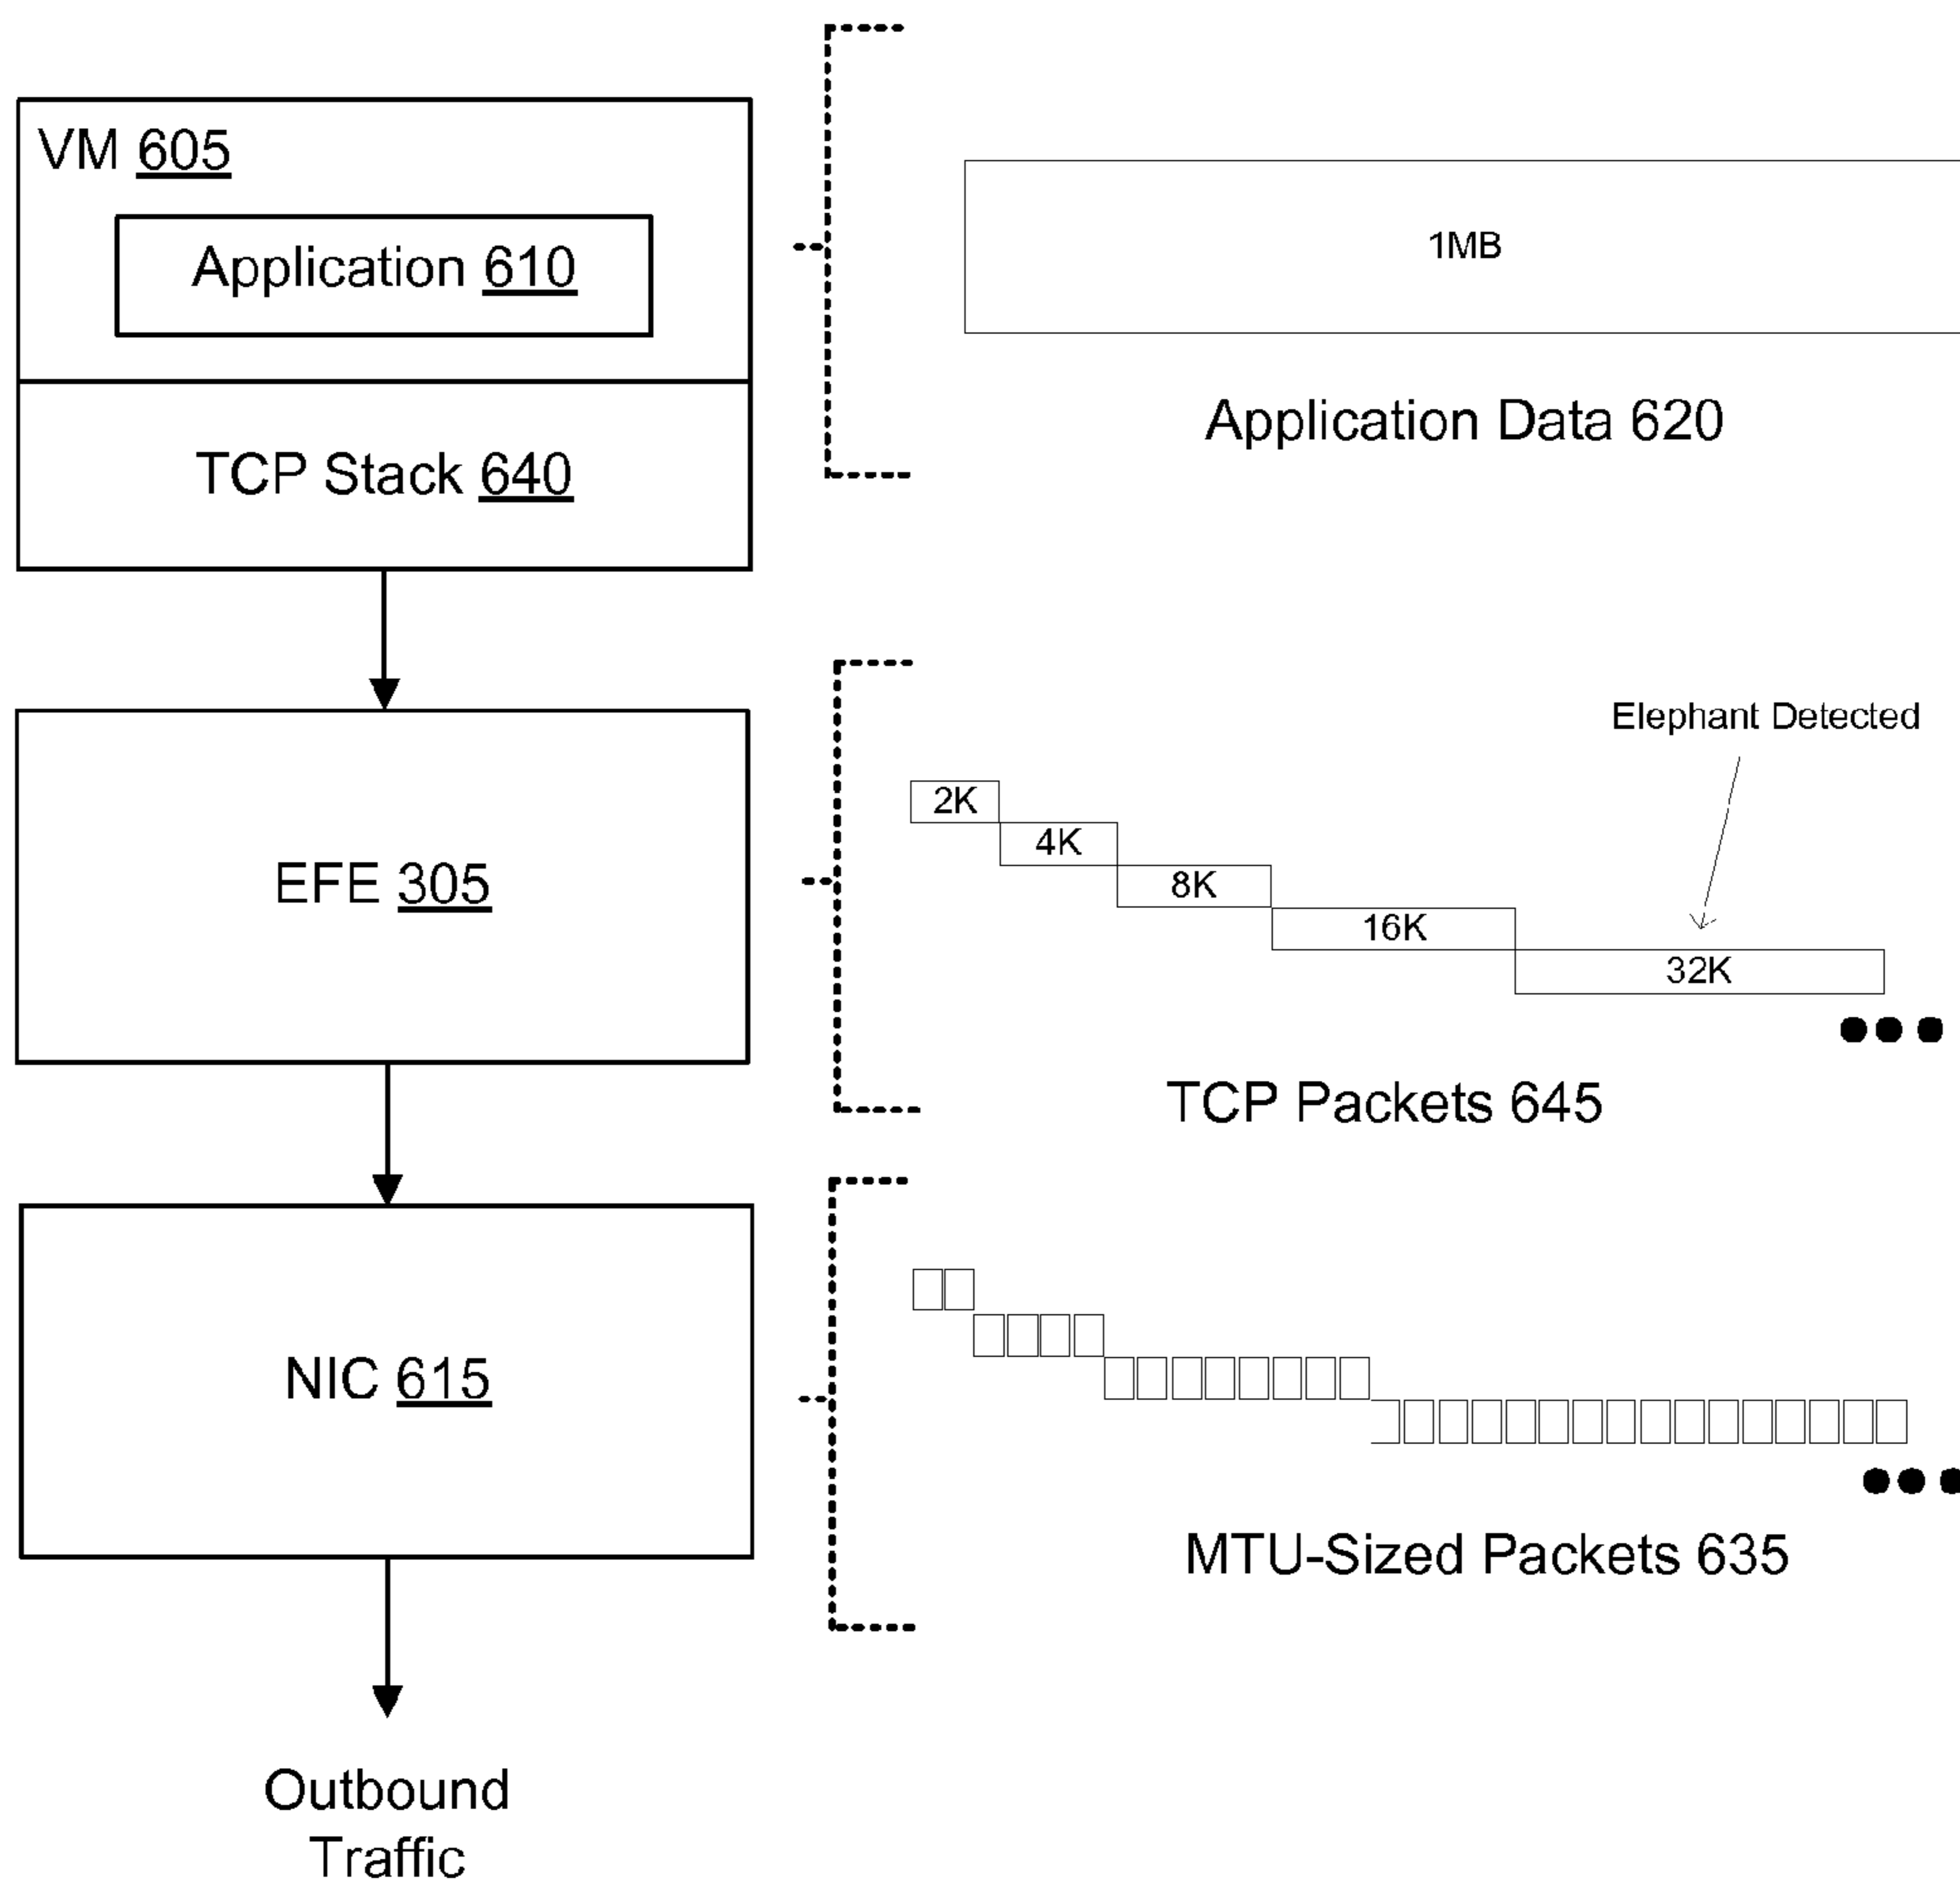 VM 605
Application 610
TCP Stack 640
1MB
Application Data 620
EFE 305
Elephant Detected
2K
4K
8K
16K
32K
TCP Packets 645
NIC 615
MTU-Sized Packets 635
Outbound
Traffic